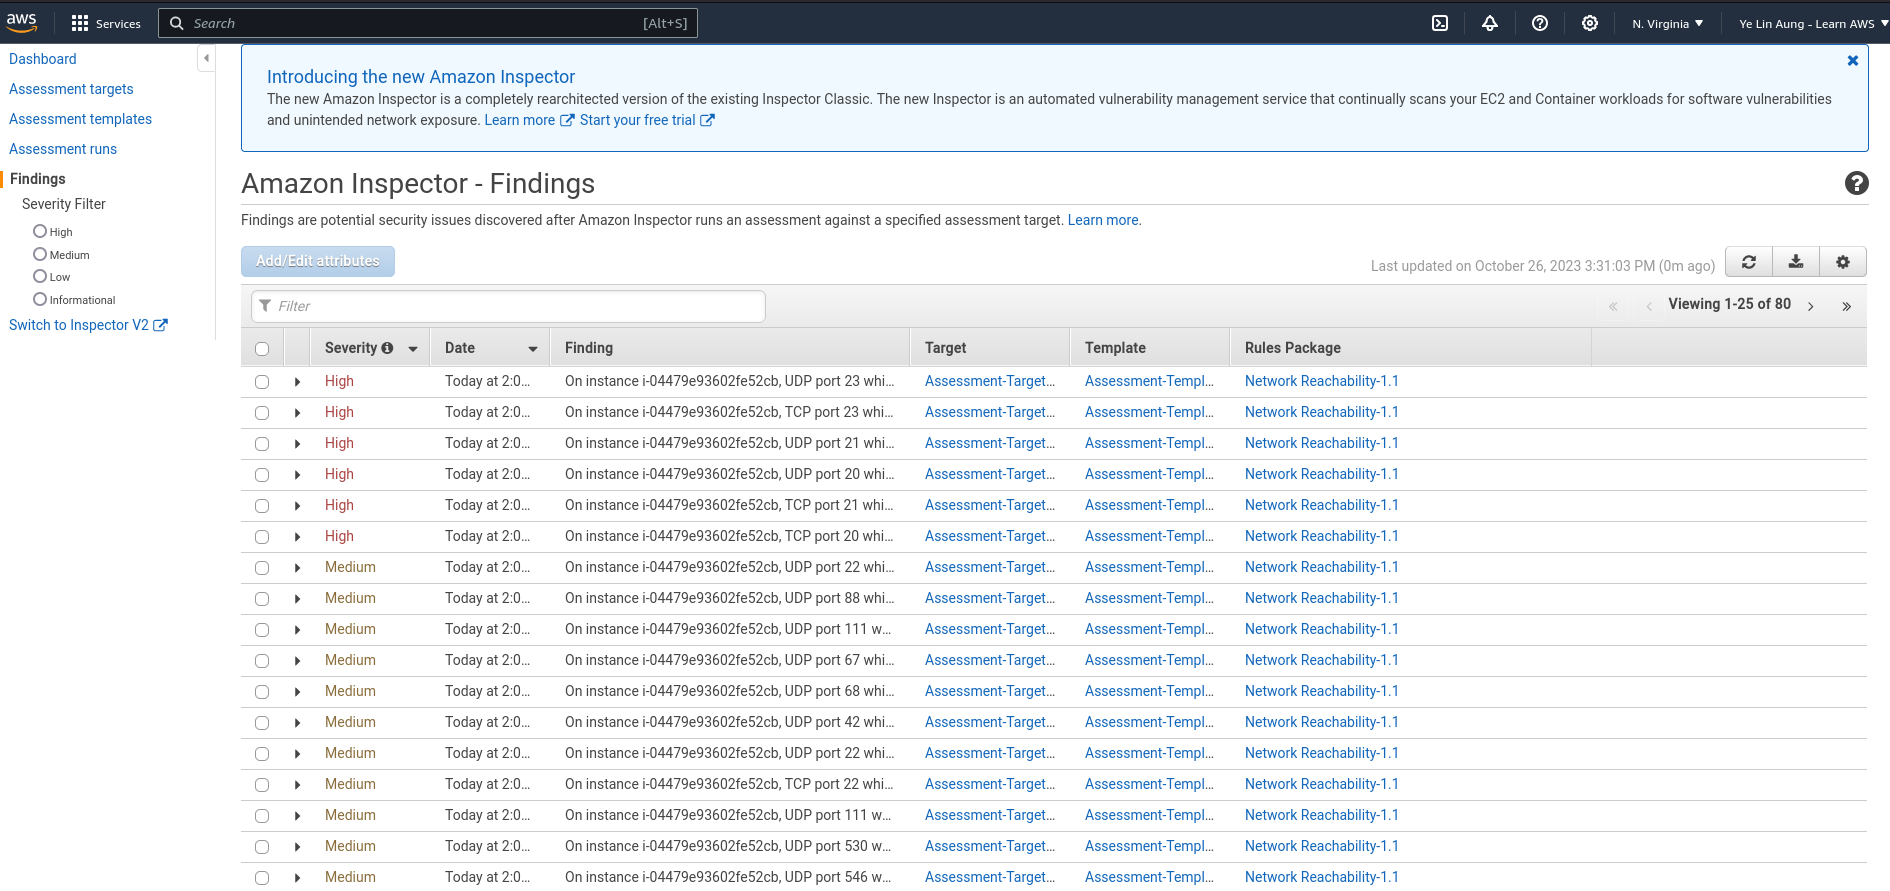 aws Services Search [Alt+S] N. Virginia Ye Lin Aung - Learn AWS
Dashboard
Assessment targets
Assessment templates
Assessment runs
Findings
Severity Filter
High
Medium
Low
Informational
Switch to Inspector V2
Introducing the new Amazon Inspector
The new Amazon Inspector is a completely rearchitected version of the existing Inspector Classic. The new Inspector is an automated vulnerability management service that continually scans your EC2 and Container workloads for software vulnerabilities
and unintended network exposure. Learn more Start your free trial
Amazon Inspector - Findings
Findings are potential security issues discovered after Amazon Inspector runs an assessment against a specified assessment target. Learn more.
Add/Edit attributes
Last updated on October 26, 2023 3:31:03 PM (0m ago)
Filter
« ‹ Viewing 1-25 of 80 › »
Severity Date Finding Target Template Rules Package
High Today at 2:0... On instance i-04479e93602fe52cb, UDP port 23 whi... Assessment-Target... Assessment-Templ... Network Reachability-1.1
High Today at 2:0... On instance i-04479e93602fe52cb, TCP port 23 whi... Assessment-Target... Assessment-Templ... Network Reachability-1.1
High Today at 2:0... On instance i-04479e93602fe52cb, UDP port 21 whi... Assessment-Target... Assessment-Templ... Network Reachability-1.1
High Today at 2:0... On instance i-04479e93602fe52cb, UDP port 20 whi... Assessment-Target... Assessment-Templ... Network Reachability-1.1
High Today at 2:0... On instance i-04479e93602fe52cb, TCP port 21 whi... Assessment-Target... Assessment-Templ... Network Reachability-1.1
High Today at 2:0... On instance i-04479e93602fe52cb, TCP port 20 whi... Assessment-Target... Assessment-Templ... Network Reachability-1.1
Medium Today at 2:0... On instance i-04479e93602fe52cb, UDP port 22 whi... Assessment-Target... Assessment-Templ... Network Reachability-1.1
Medium Today at 2:0... On instance i-04479e93602fe52cb, UDP port 88 whi... Assessment-Target... Assessment-Templ... Network Reachability-1.1
Medium Today at 2:0... On instance i-04479e93602fe52cb, UDP port 111 w... Assessment-Target... Assessment-Templ... Network Reachability-1.1
Medium Today at 2:0... On instance i-04479e93602fe52cb, UDP port 67 whi... Assessment-Target... Assessment-Templ... Network Reachability-1.1
Medium Today at 2:0... On instance i-04479e93602fe52cb, UDP port 68 whi... Assessment-Target... Assessment-Templ... Network Reachability-1.1
Medium Today at 2:0... On instance i-04479e93602fe52cb, UDP port 42 whi... Assessment-Target... Assessment-Templ... Network Reachability-1.1
Medium Today at 2:0... On instance i-04479e93602fe52cb, UDP port 22 whi... Assessment-Target... Assessment-Templ... Network Reachability-1.1
Medium Today at 2:0... On instance i-04479e93602fe52cb, TCP port 22 whi... Assessment-Target... Assessment-Templ... Network Reachability-1.1
Medium Today at 2:0... On instance i-04479e93602fe52cb, UDP port 111 w... Assessment-Target... Assessment-Templ... Network Reachability-1.1
Medium Today at 2:0... On instance i-04479e93602fe52cb, UDP port 530 w... Assessment-Target... Assessment-Templ... Network Reachability-1.1
Medium Today at 2:0... On instance i-04479e93602fe52cb, UDP port 546 w... Assessment-Target... Assessment-Templ... Network Reachability-1.1